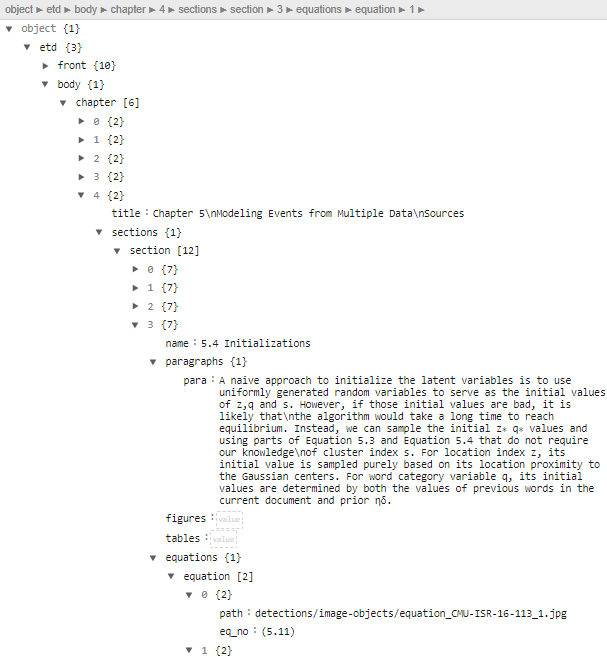 object ► etd ► body ► chapter ► 4 ► sections ► section ► 3 ► equations ► equation ► 1 ►
▼ object {1}
▼ etd {3}
► front {10}
▼ body {1}
▼ chapter [6]
► 0 {2}
► 1 {2}
► 2 {2}
► 3 {2}
▼ 4 {2}
title : Chapter 5\nModeling Events from Multiple Data\nSources
▼ sections {1}
▼ section [12]
► 0 {7}
► 1 {7}
► 2 {7}
▼ 3 {7}
name : 5.4 Initializations
▼ paragraphs {1}
para : A naive approach to initialize the latent variables is to use
uniformly generated random variables to serve as the initial values
of z,q and s. However, if those initial values are bad, it is
likely that\nthe algorithm would take a long time to reach
equilibrium. Instead, we can sample the initial z∗ q∗ values and
using parts of Equation 5.3 and Equation 5.4 that do not require
our knowledge\nof cluster index s. For location index z, its
initial value is sampled purely based on its location proximity to
the Gaussian centers. For word category variable q, its initial
values are determined by both the values of previous words in the
current document and prior ηδ.
figures : value
tables : value
▼ equations {1}
▼ equation [2]
▼ 0 {2}
path : detections/image-objects/equation_CMU-ISR-16-113_1.jpg
eq_no : (5.11)
▼ 1 {2}